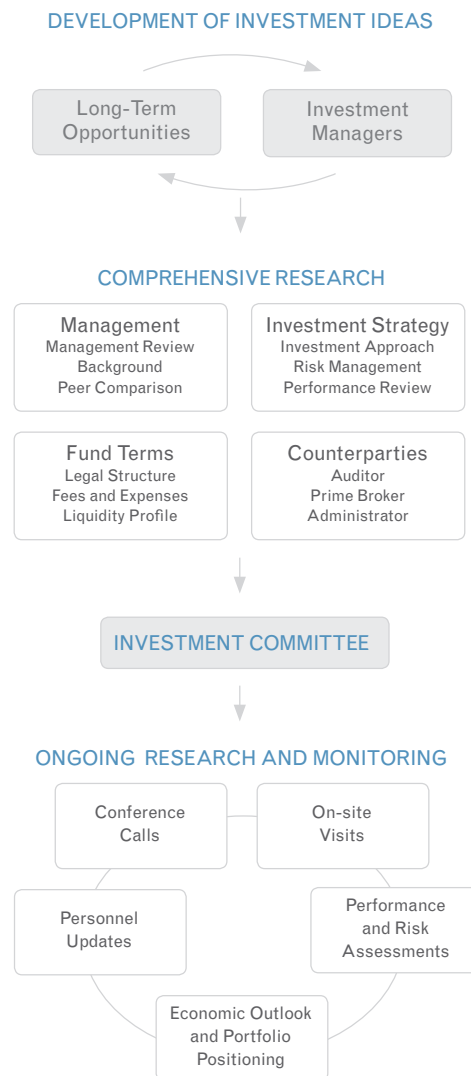 DEVELOPMENT OF INVESTMENT IDEAS
Long-Term
Opportunities
Investment
Managers
COMPREHENSIVE RESEARCH
Management
Management Review
Background
Peer Comparison
Investment Strategy
Investment Approach
Risk Management
Performance Review
Fund Terms
Legal Structure
Fees and Expenses
Liquidity Profile
Counterparties
Auditor
Prime Broker
Administrator
INVESTMENT COMMITTEE
ONGOING RESEARCH AND MONITORING
Conference
Calls
On-site
Visits
Personnel
Updates
Performance
and Risk
Assessments
Economic Outlook
and Portfolio
Positioning